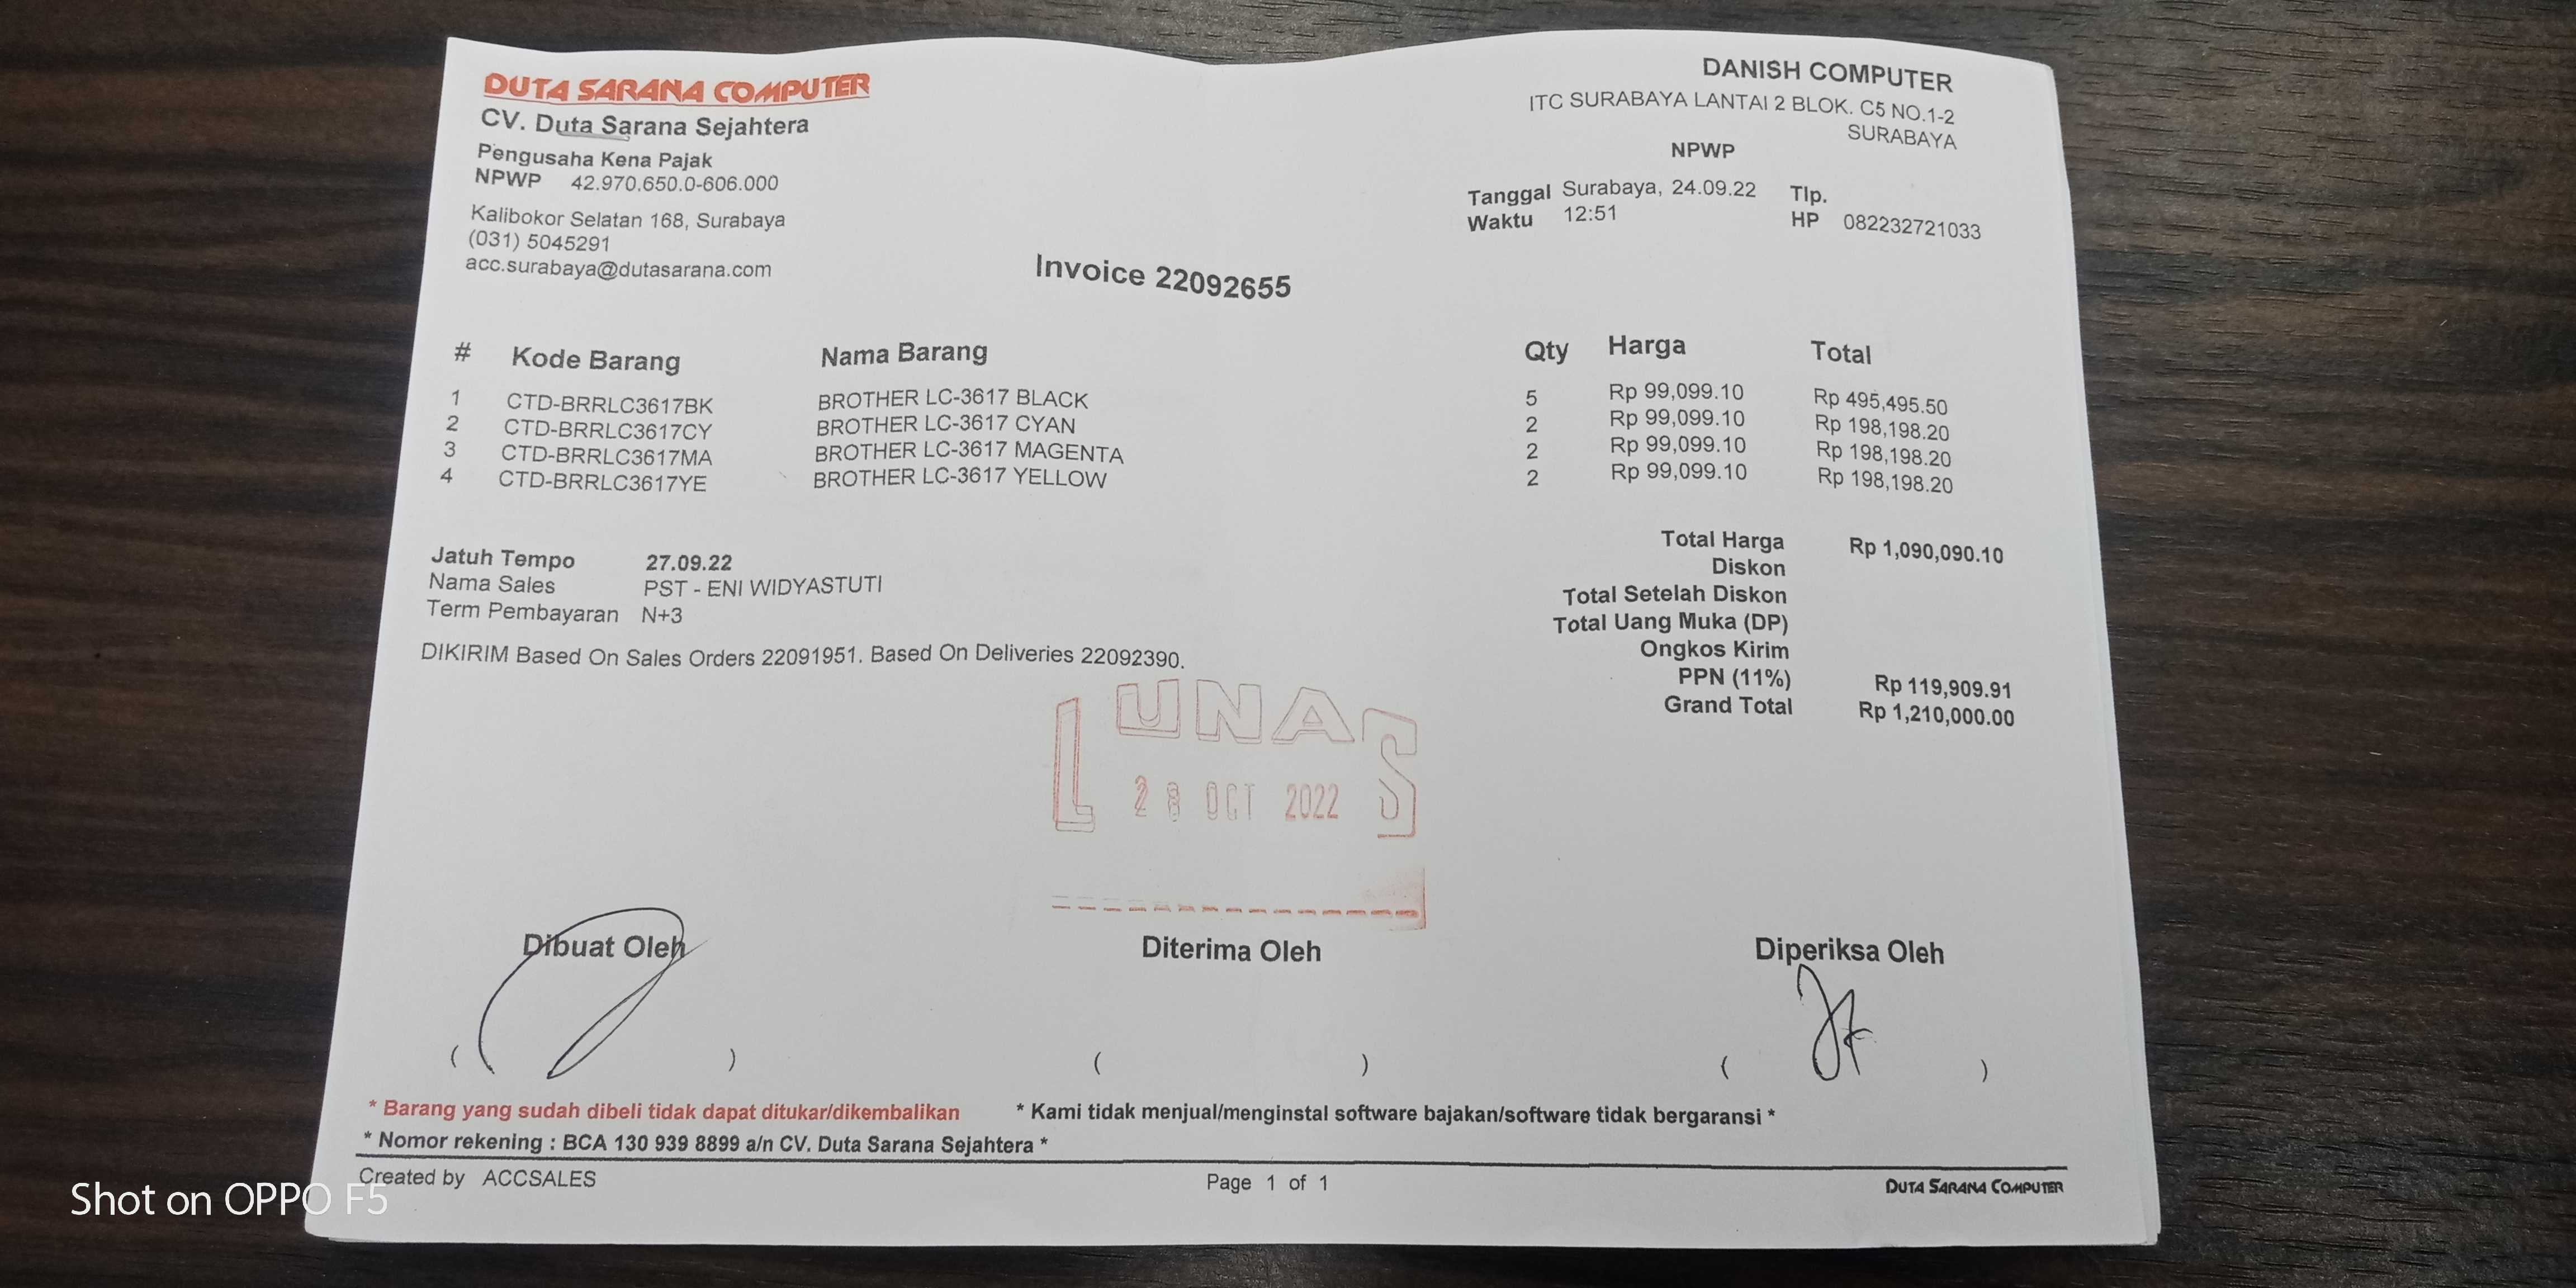 DUTA SARANA COMPUTER
CV. Duta Sarana Sejahtera
Pengusaha Kena Pajak
NPWP 42.970.650.0-606.000
Kalibokor Selatan 168, Surabaya
(031) 5045291
acc.surabaya@dutasarana.com
DANISH COMPUTER
ITC SURABAYA LANTAI 2 BLOK. C5 NO.1-2
SURABAYA
NPWP
Tanggal Surabaya, 24.09.22 Tlp.
Waktu 12:51 HP 082232721033
Invoice 22092655
# Kode Barang Nama Barang Qty Harga Total
1 CTD-BRRLC3617BK BROTHER LC-3617 BLACK 5 Rp 99,099.10 Rp 495,495.50
2 CTD-BRRLC3617CY BROTHER LC-3617 CYAN 2 Rp 99,099.10 Rp 198,198.20
3 CTD-BRRLC3617MA BROTHER LC-3617 MAGENTA 2 Rp 99,099.10 Rp 198,198.20
4 CTD-BRRLC3617YE BROTHER LC-3617 YELLOW 2 Rp 99,099.10 Rp 198,198.20
Jatuh Tempo 27.09.22
Nama Sales PST - ENI WIDYASTUTI
Term Pembayaran N+3
DIKIRIM Based On Sales Orders 22091951. Based On Deliveries 22092390.
Total Harga Rp 1,090,090.10
Diskon
Total Setelah Diskon
Total Uang Muka (DP)
Ongkos Kirim
PPN (11%) Rp 119,909.91
Grand Total Rp 1,210,000.00
LUNAS
28 OCT 2022
Dibuat Oleh Diterima Oleh Diperiksa Oleh
( ) ( ) ( )
* Barang yang sudah dibeli tidak dapat ditukar/dikembalikan * Kami tidak menjual/menginstal software bajakan/software tidak bergaransi *
* Nomor rekening : BCA 130 939 8899 a/n CV. Duta Sarana Sejahtera *
Created by ACCSALES Page 1 of 1 DUTA SARANA COMPUTER
Shot on OPPO F5